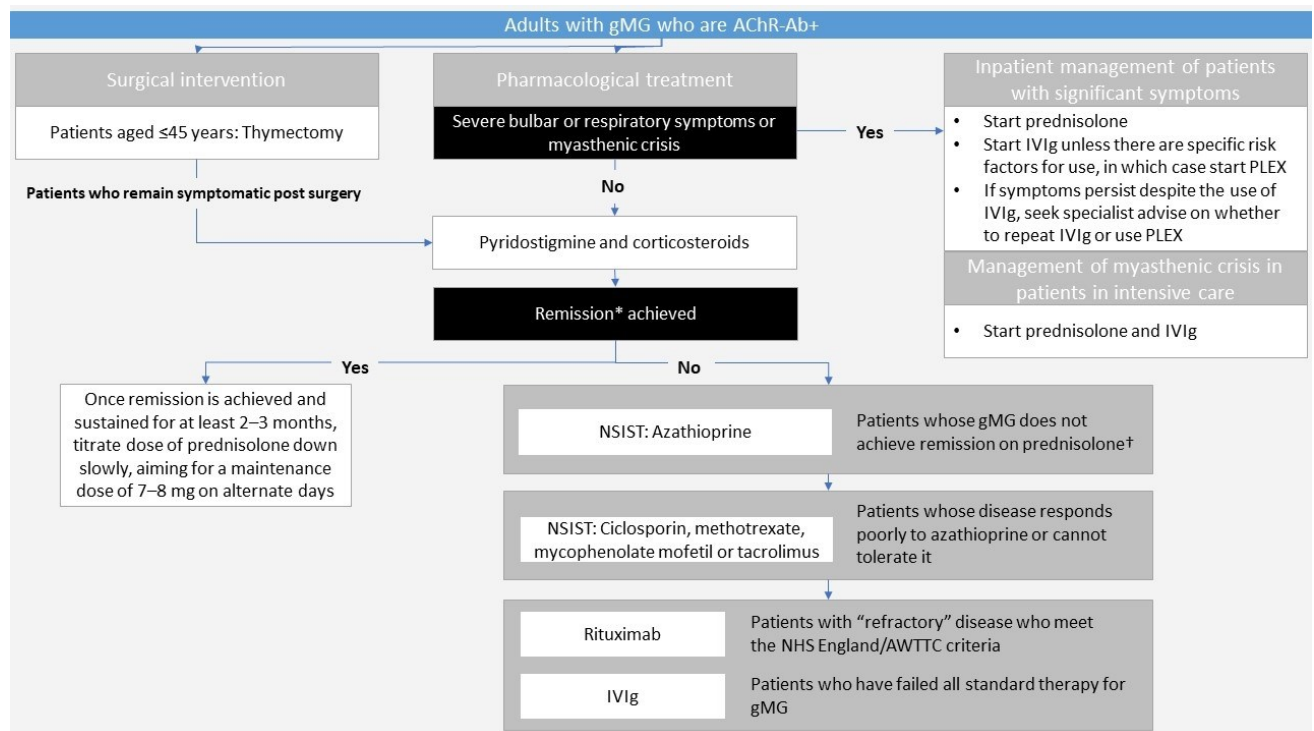 Adults with gMG who are AChR-Ab+
Surgical intervention
Patients aged ≤45 years: Thymectomy
Patients who remain symptomatic post surgery
Pharmacological treatment
Severe bulbar or respiratory symptoms or
myasthenic crisis
Yes
No
Inpatient management of patients
with significant symptoms
• Start prednisolone
• Start IVIg unless there are specific risk
factors for use, in which case start PLEX
• If symptoms persist despite the use of
IVIg, seek specialist advise on whether
to repeat IVIg or use PLEX
Management of myasthenic crisis in
patients in intensive care
• Start prednisolone and IVIg
Pyridostigmine and corticosteroids
Remission* achieved
Yes
No
Once remission is achieved and
sustained for at least 2–3 months,
titrate dose of prednisolone down
slowly, aiming for a maintenance
dose of 7–8 mg on alternate days
NSIST: Azathioprine
Patients whose gMG does not
achieve remission on prednisolone†
NSIST: Ciclosporin, methotrexate,
mycophenolate mofetil or tacrolimus
Patients whose disease responds
poorly to azathioprine or cannot
tolerate it
Rituximab
Patients with “refractory” disease who meet
the NHS England/AWTTC criteria
IVIg
Patients who have failed all standard therapy for
gMG